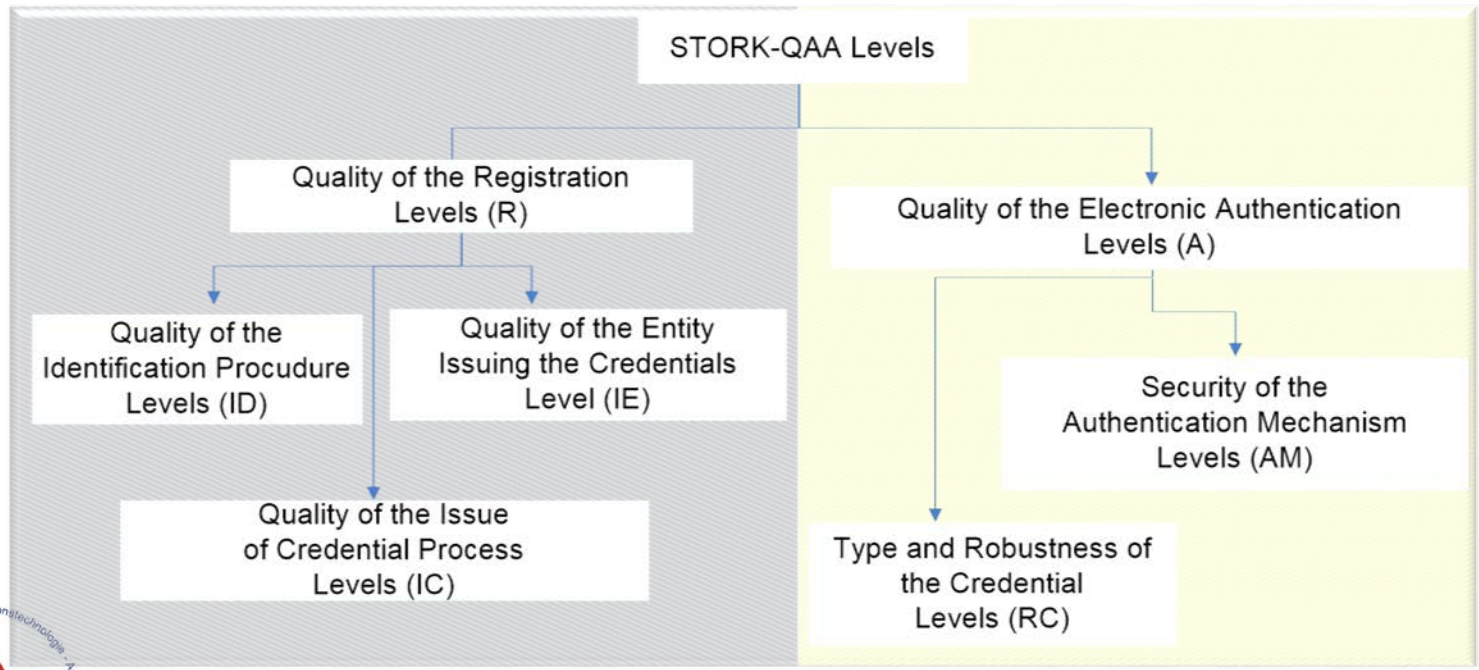 STORK-QAA Levels
Quality of the Registration
Levels (R)
Quality of the Electronic Authentication
Levels (A)
Quality of the
Identification Procudure
Levels (ID)
Quality of the Entity
Issuing the Credentials
Level (IE)
Security of the
Authentication Mechanism
Levels (AM)
Quality of the Issue
of Credential Process
Levels (IC)
Type and Robustness of
the Credential
Levels (RC)
onstechnologie - A